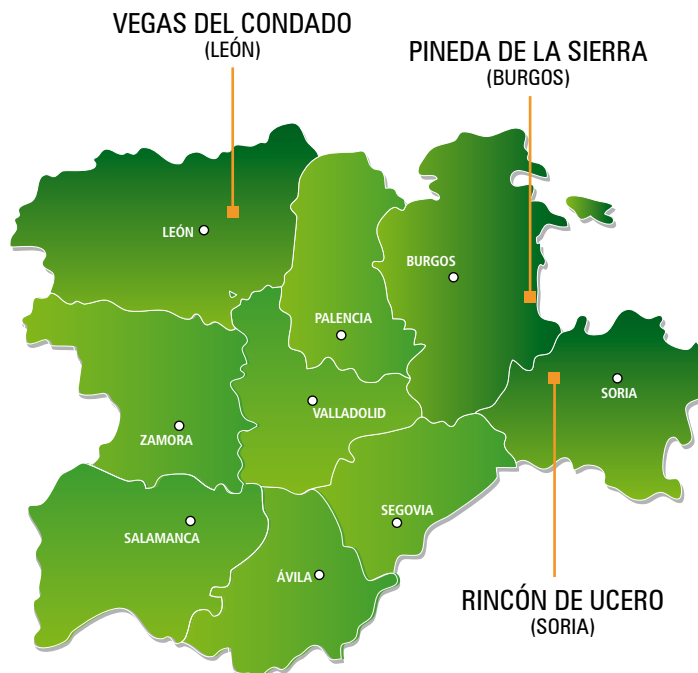 VEGAS DEL CONDADO
(LEÓN)
PINEDA DE LA SIERRA
(BURGOS)
LEÓN
BURGOS
PALENCIA
SORIA
VALLADOLID
ZAMORA
SEGOVIA
SALAMANCA
ÁVILA
RINCÓN DE UCERO
(SORIA)